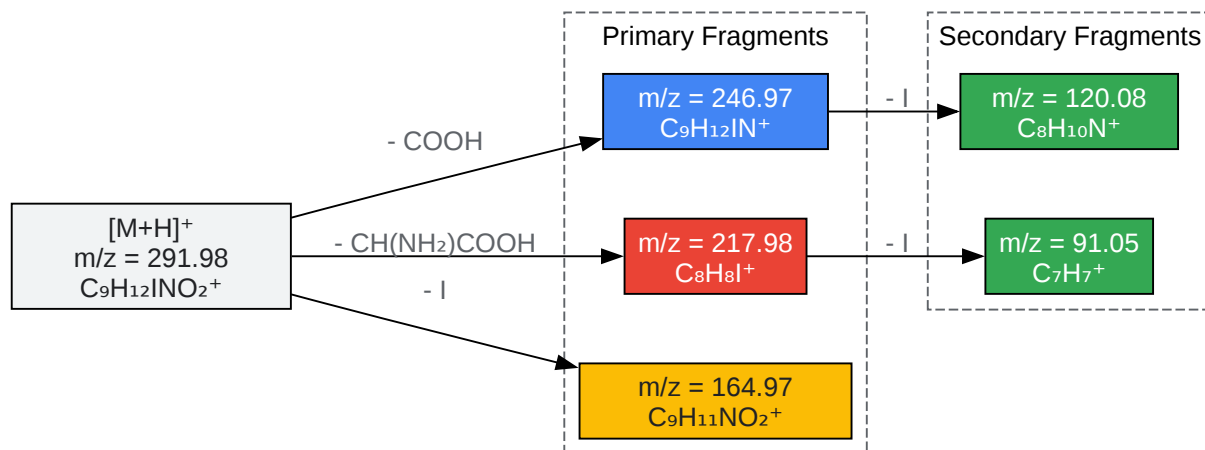 Primary Fragments
Secondary Fragments
m/z = 246.97
C₉H₁₂IN⁺
- I
m/z = 120.08
C₈H₁₀N⁺
- COOH
[M+H]⁺
m/z = 291.98
C₉H₁₂INO₂⁺
- CH(NH₂)COOH
m/z = 217.98
C₈H₈I⁺
- I
m/z = 91.05
C₇H₇⁺
- I
m/z = 164.97
C₉H₁₁NO₂⁺